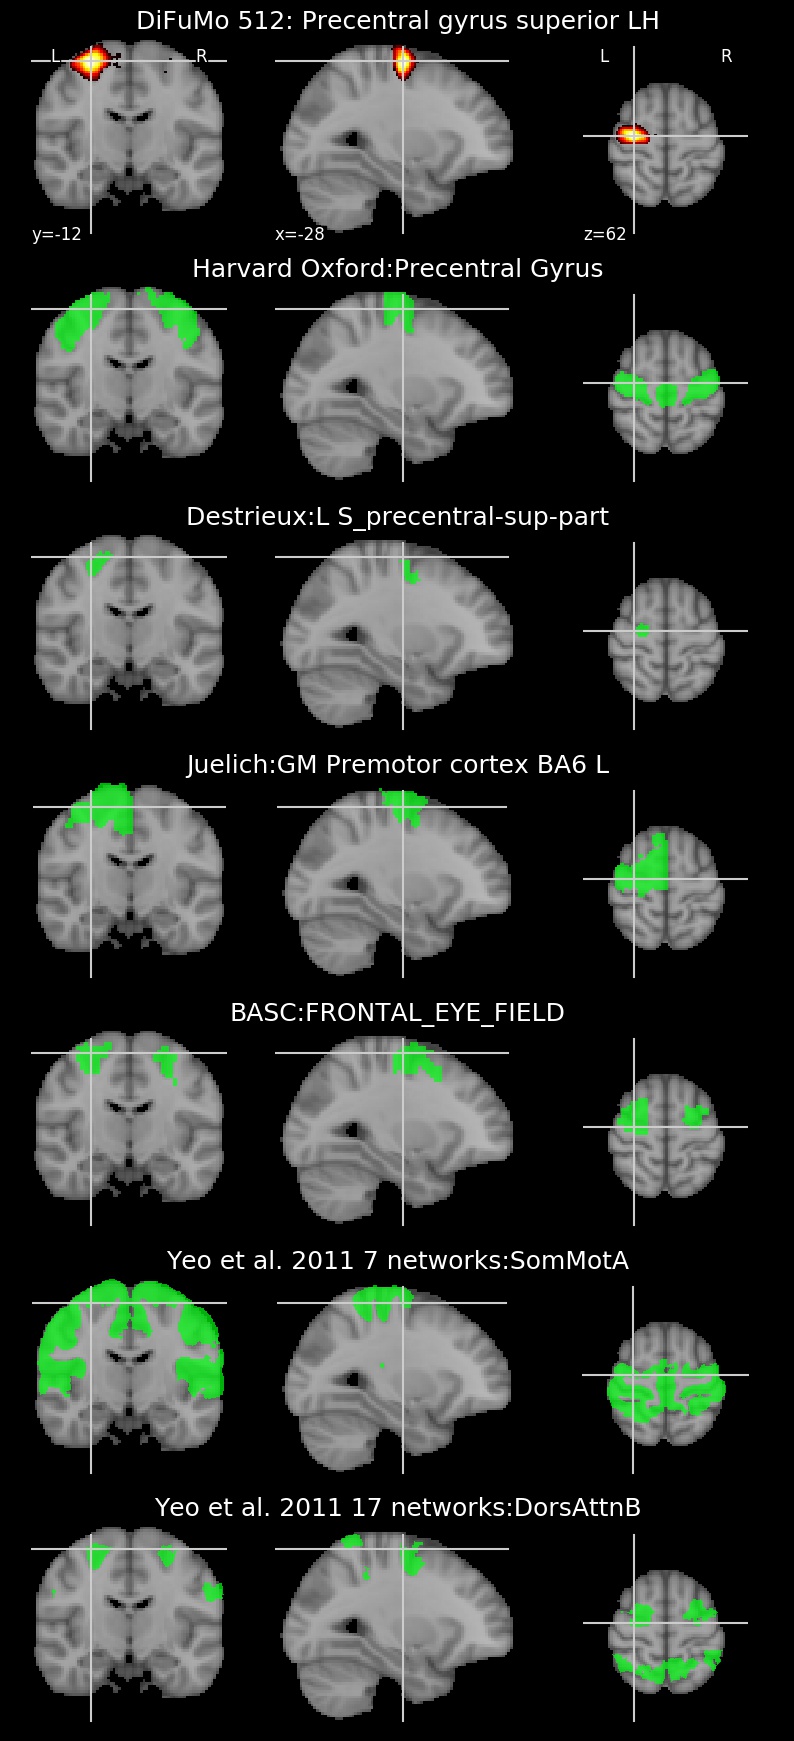 DiFuMo 512: Precentral gyrus superior LH
L R L R
y=-12 x=-28 z=62
Harvard Oxford:Precentral Gyrus
Destrieux:L S_precentral-sup-part
Juelich:GM Premotor cortex BA6 L
BASC:FRONTAL_EYE_FIELD
Yeo et al. 2011 7 networks:SomMotA
Yeo et al. 2011 17 networks:DorsAttnB